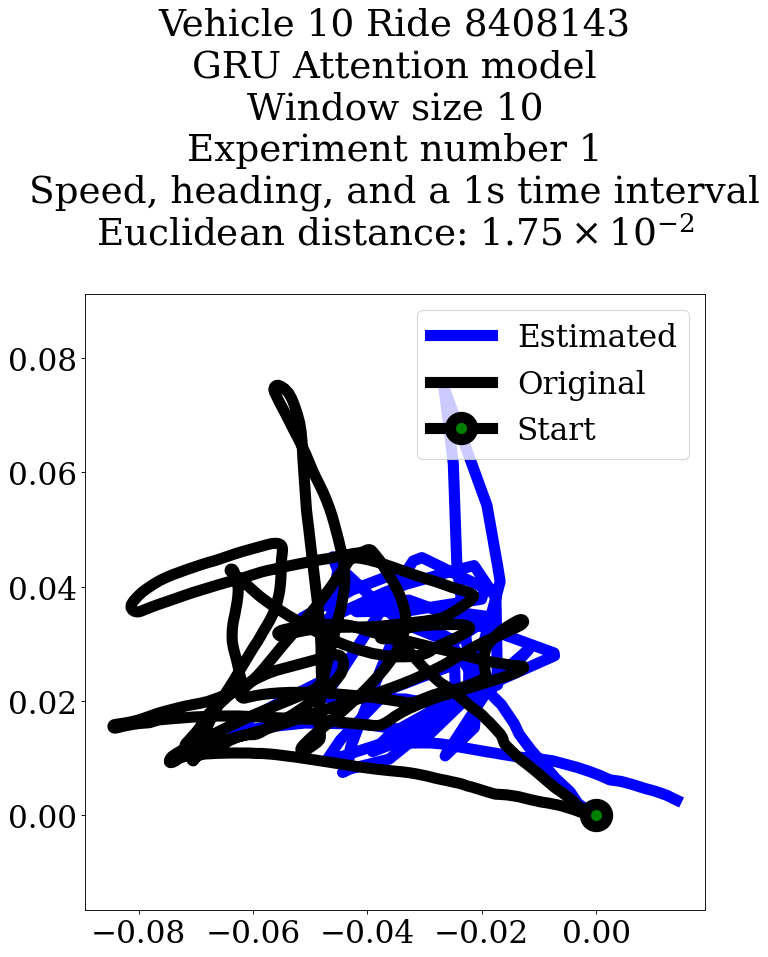 Vehicle 10 Ride 8408143
GRU Attention model
Window size 10
Experiment number 1
Speed, heading, and a 1s time interval
Euclidean distance: 1.75 × 10⁻²
Estimated
Original
Start
0.08
0.06
0.04
0.02
0.00
−0.08 −0.06 −0.04 −0.02 0.00